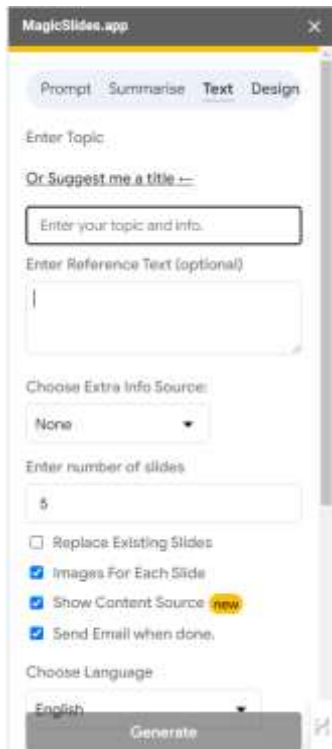 MagicSlides.app ×
Prompt Summarise Text Design
Enter Topic
Or Suggest me a title ←
Enter your topic and info.
Enter Reference Text (optional)
Choose Extra Info Source:
None
Enter number of slides
5
Replace Existing Slides
Images For Each Slide
Show Content Source new
Send Email when done.
Choose Language
English
Generate